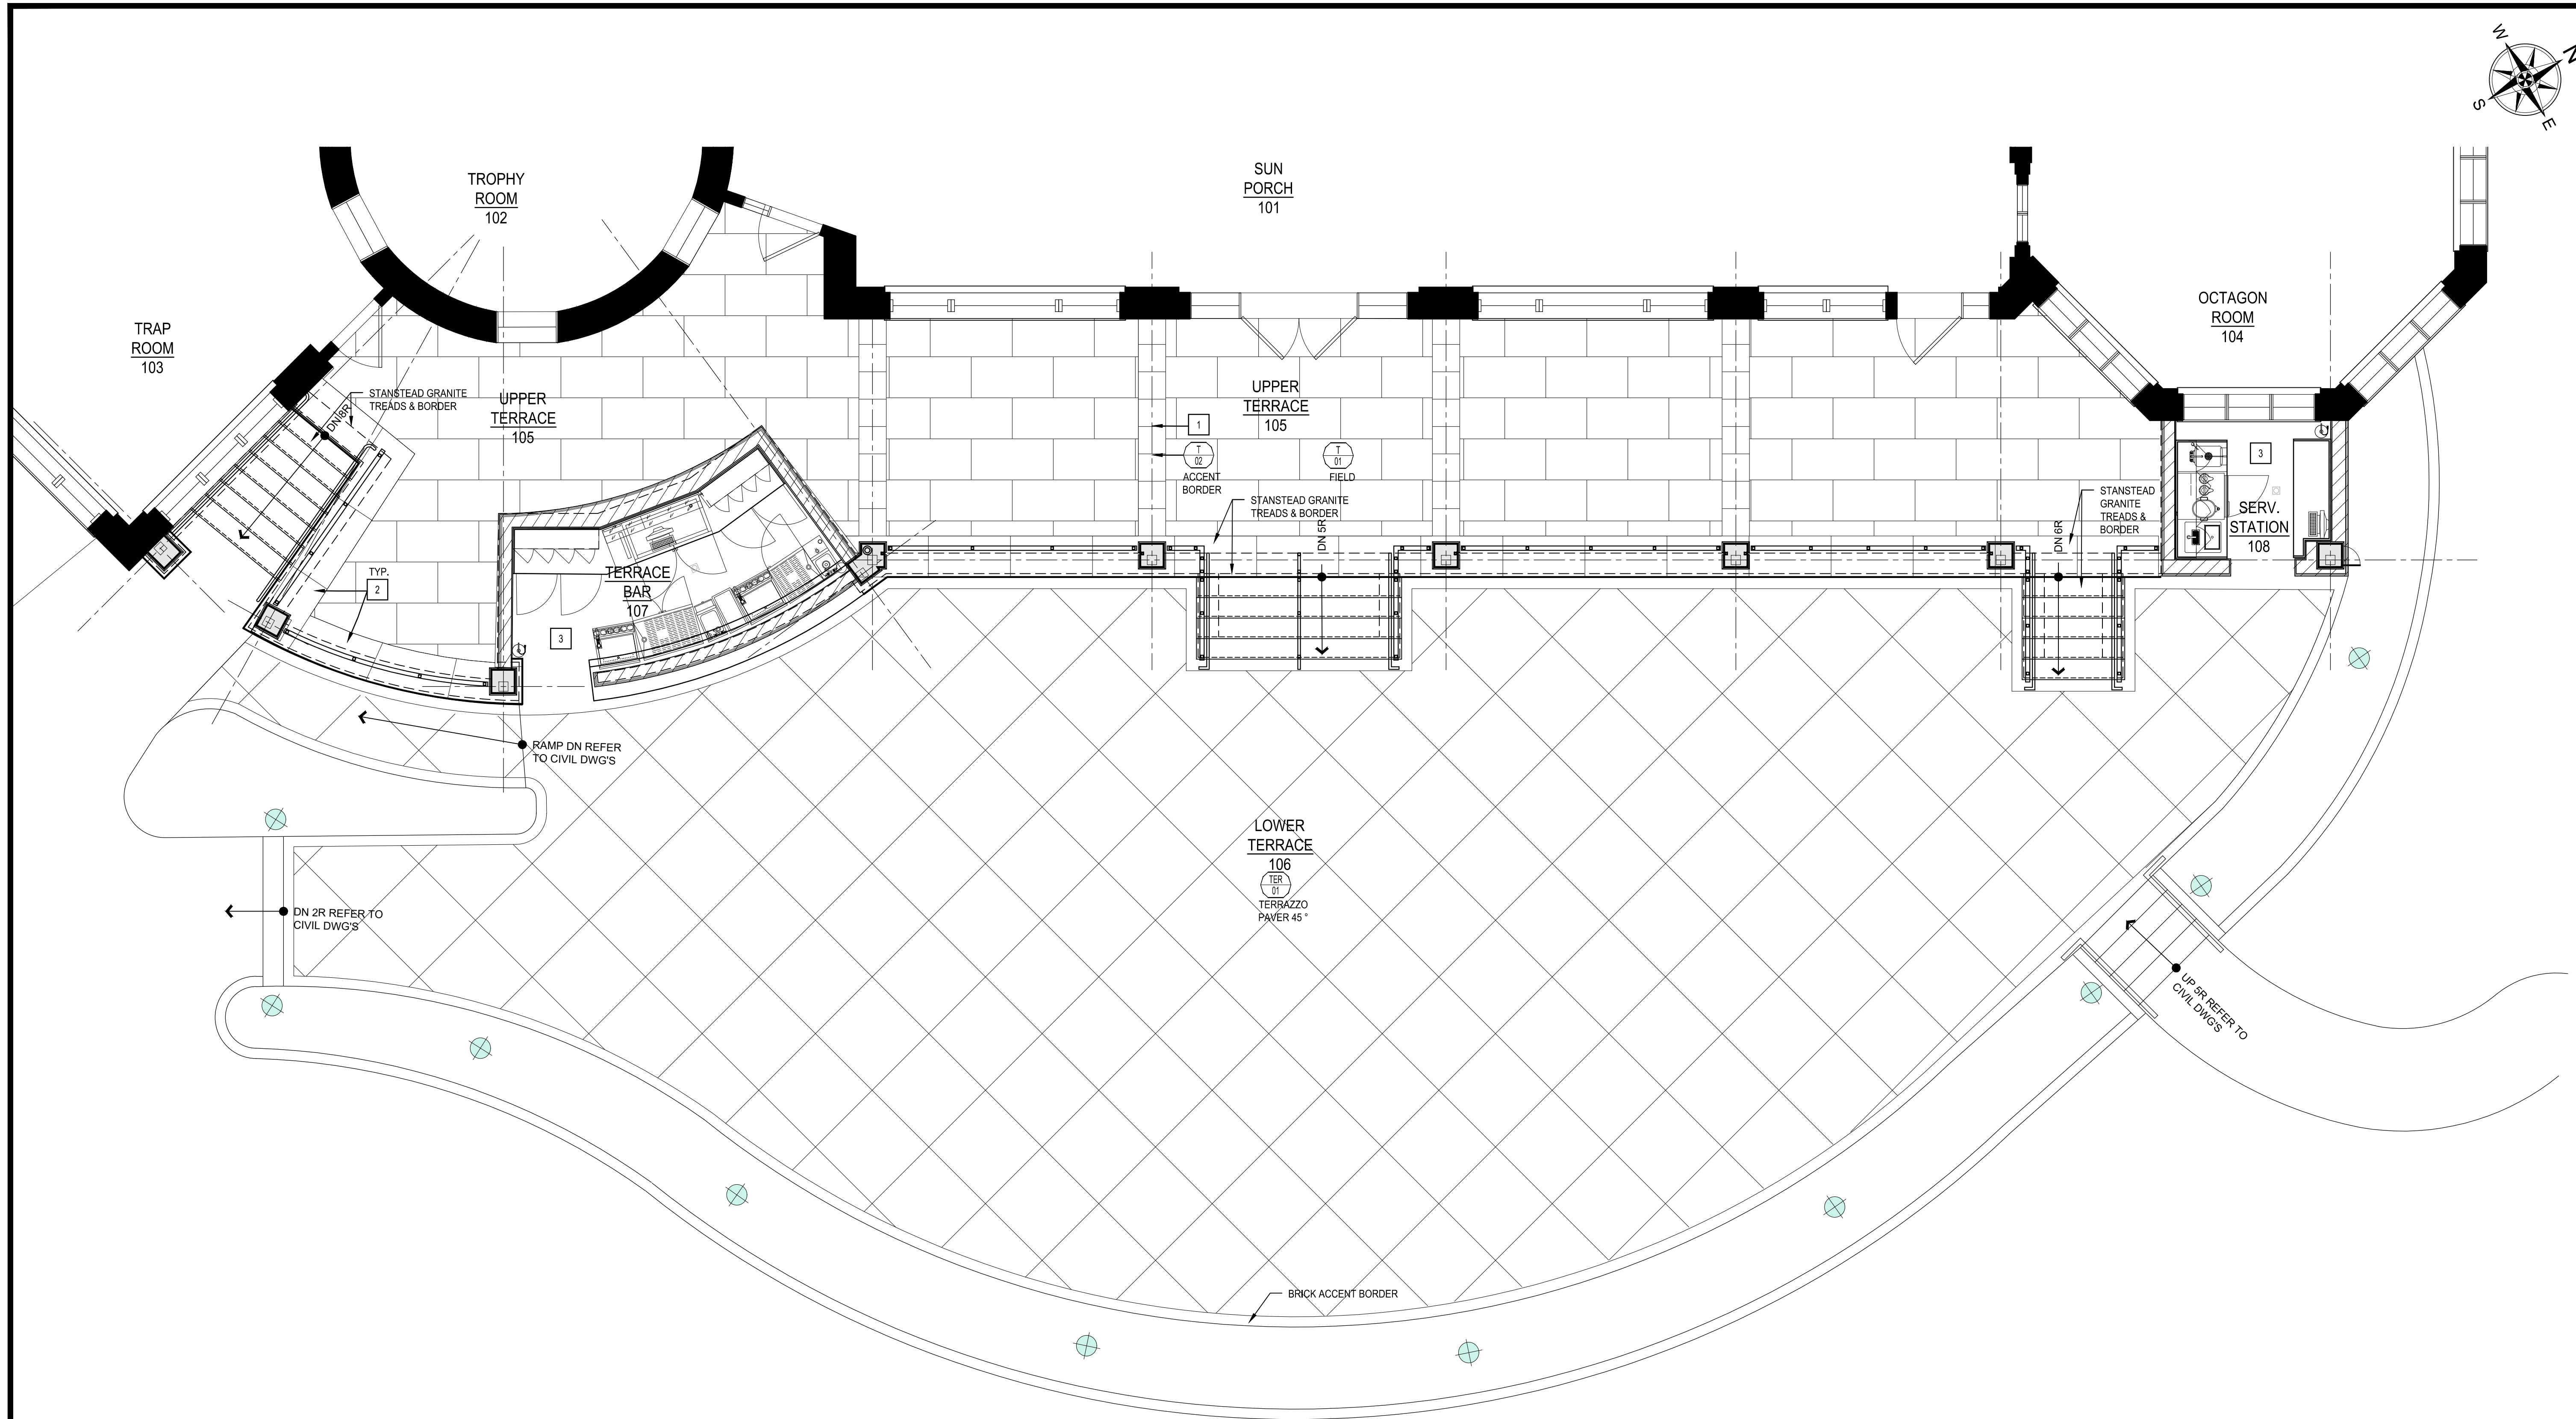 W
N
S
E
TROPHY
ROOM
102
SUN
PORCH
101
TRAP
ROOM
103
OCTAGON
ROOM
104
STANSTEAD GRANITE
TREADS & BORDER
DN 8R
UPPER
TERRACE
105
UPPER
TERRACE
105
1
T
02
ACCENT
BORDER
T
01
FIELD
STANSTEAD GRANITE
TREADS & BORDER
DN 5R
STANSTEAD
GRANITE
TREADS &
BORDER
DN 6R
3
SERV.
STATION
108
TYP.
2
TERRACE
BAR
107
3
RAMP DN REFER
TO CIVIL DWG'S
LOWER
TERRACE
106
TER
01
TERRAZZO
PAVER 45 °
DN 2R REFER TO
CIVIL DWG'S
UP 5R REFER TO
CIVIL DWG'S
BRICK ACCENT BORDER